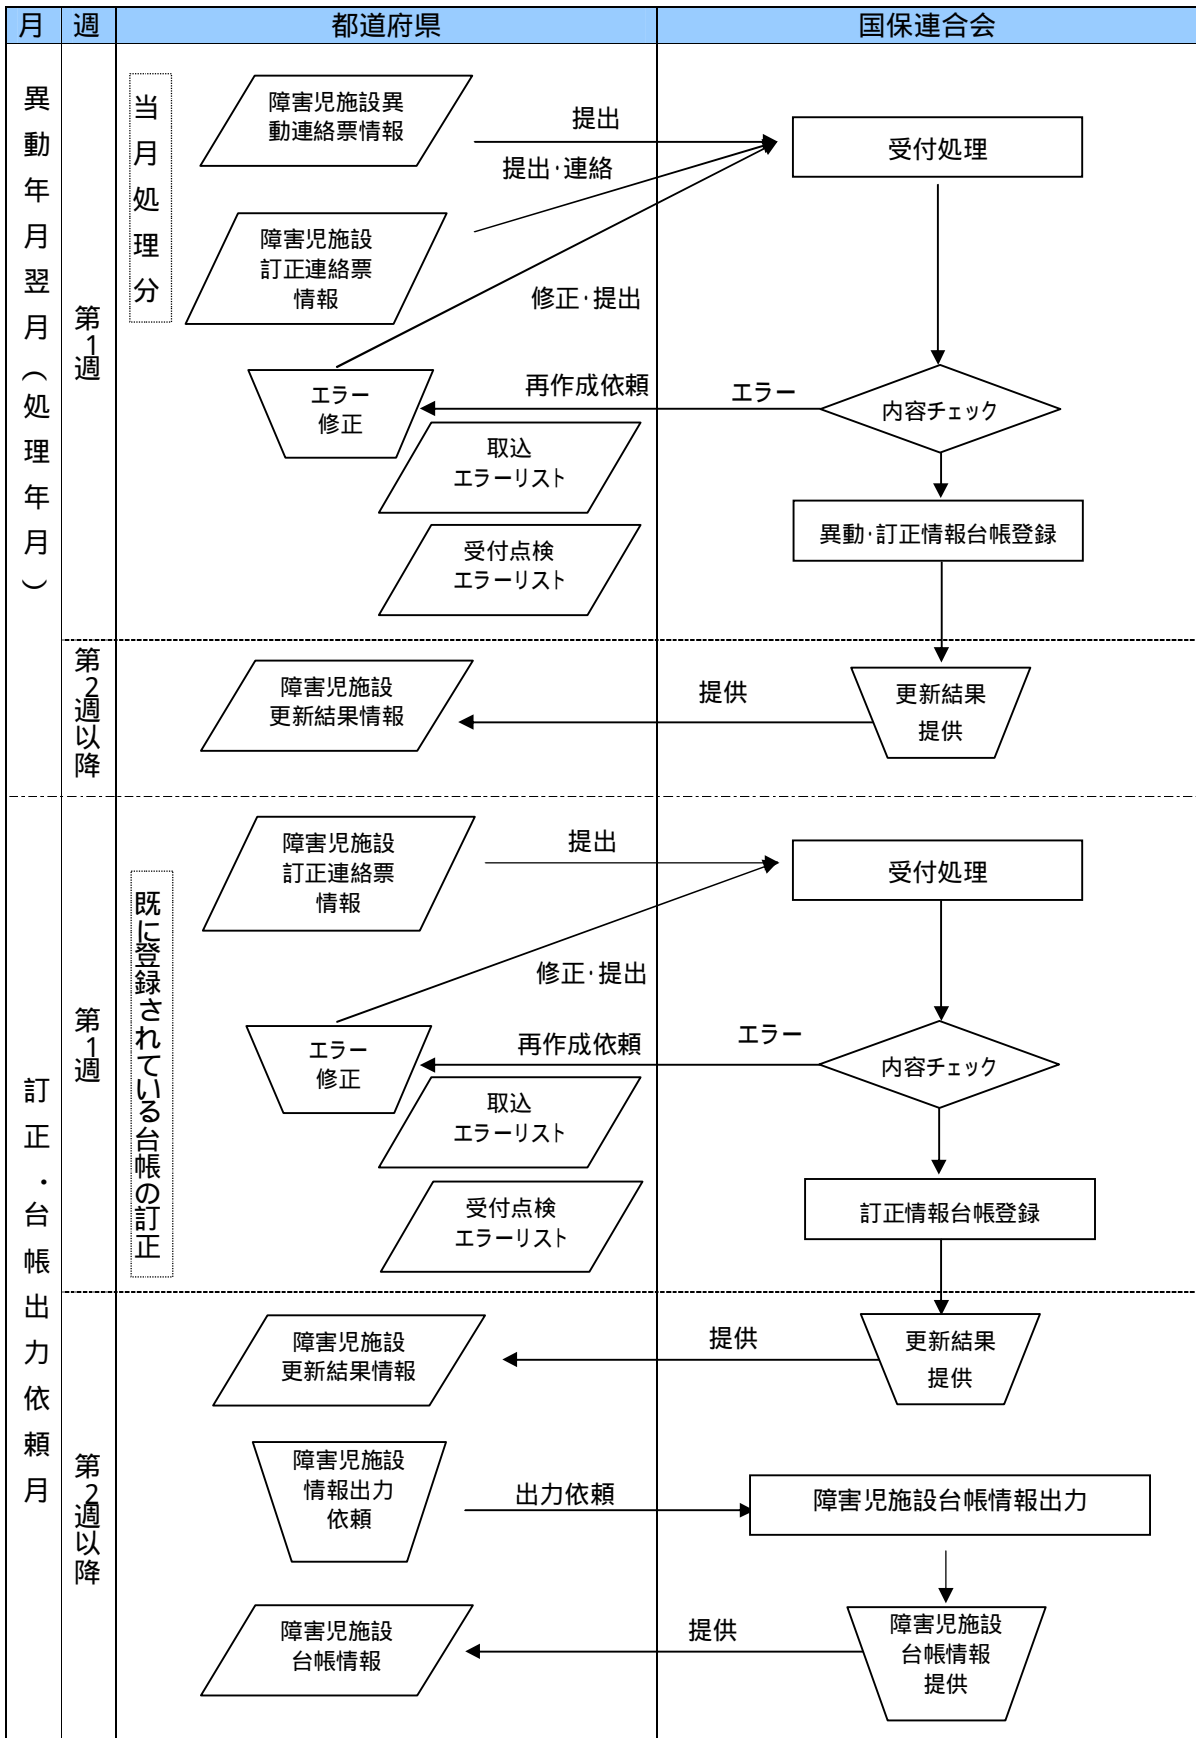 月 週 都道府県 国保連合会
異動年月翌月(処理年月)
第1週
当月処理分
障害児施設異
動連絡票情報
提出
受付処理
提出・連絡
障害児施設
訂正連絡票
情報
修正・提出
エラー
修正
再作成依頼
エラー
内容チェック
取込
エラーリスト
異動・訂正情報台帳登録
受付点検
エラーリスト
第2週以降
障害児施設
更新結果情報
提供
更新結果
提供
訂正・台帳出力依頼月
第1週
既に登録されている台帳の訂正
障害児施設
訂正連絡票
情報
提出
受付処理
修正・提出
エラー
修正
再作成依頼
エラー
内容チェック
取込
エラーリスト
受付点検
エラーリスト
訂正情報台帳登録
第2週以降
障害児施設
更新結果情報
提供
更新結果
提供
障害児施設
情報出力
依頼
出力依頼
障害児施設台帳情報出力
障害児施設
台帳情報
提供
障害児施設
台帳情報
提供